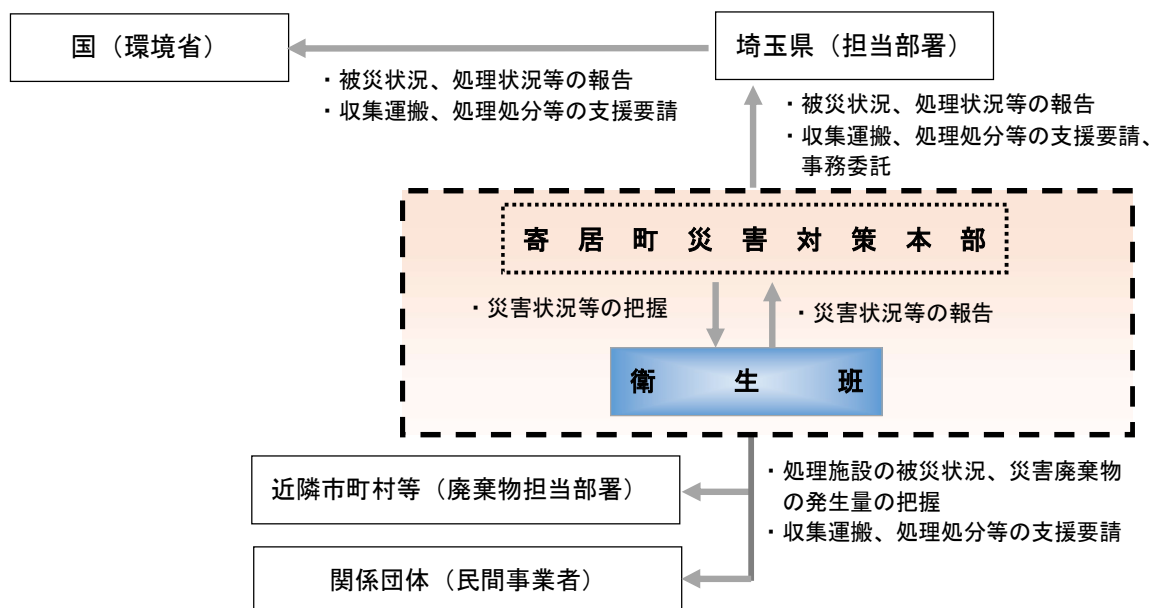 国（環境省）
埼玉県（担当部署）
・被災状況、処理状況等の報告
・収集運搬、処理処分等の支援要請
・被災状況、処理状況等の報告
・収集運搬、処理処分等の支援要請、
事務委託
寄居町災害対策本部
・災害状況等の把握
・災害状況等の報告
衛生班
近隣市町村等（廃棄物担当部署）
・処理施設の被災状況、災害廃棄物
の発生量の把握
・収集運搬、処理処分等の支援要請
関係団体（民間事業者）